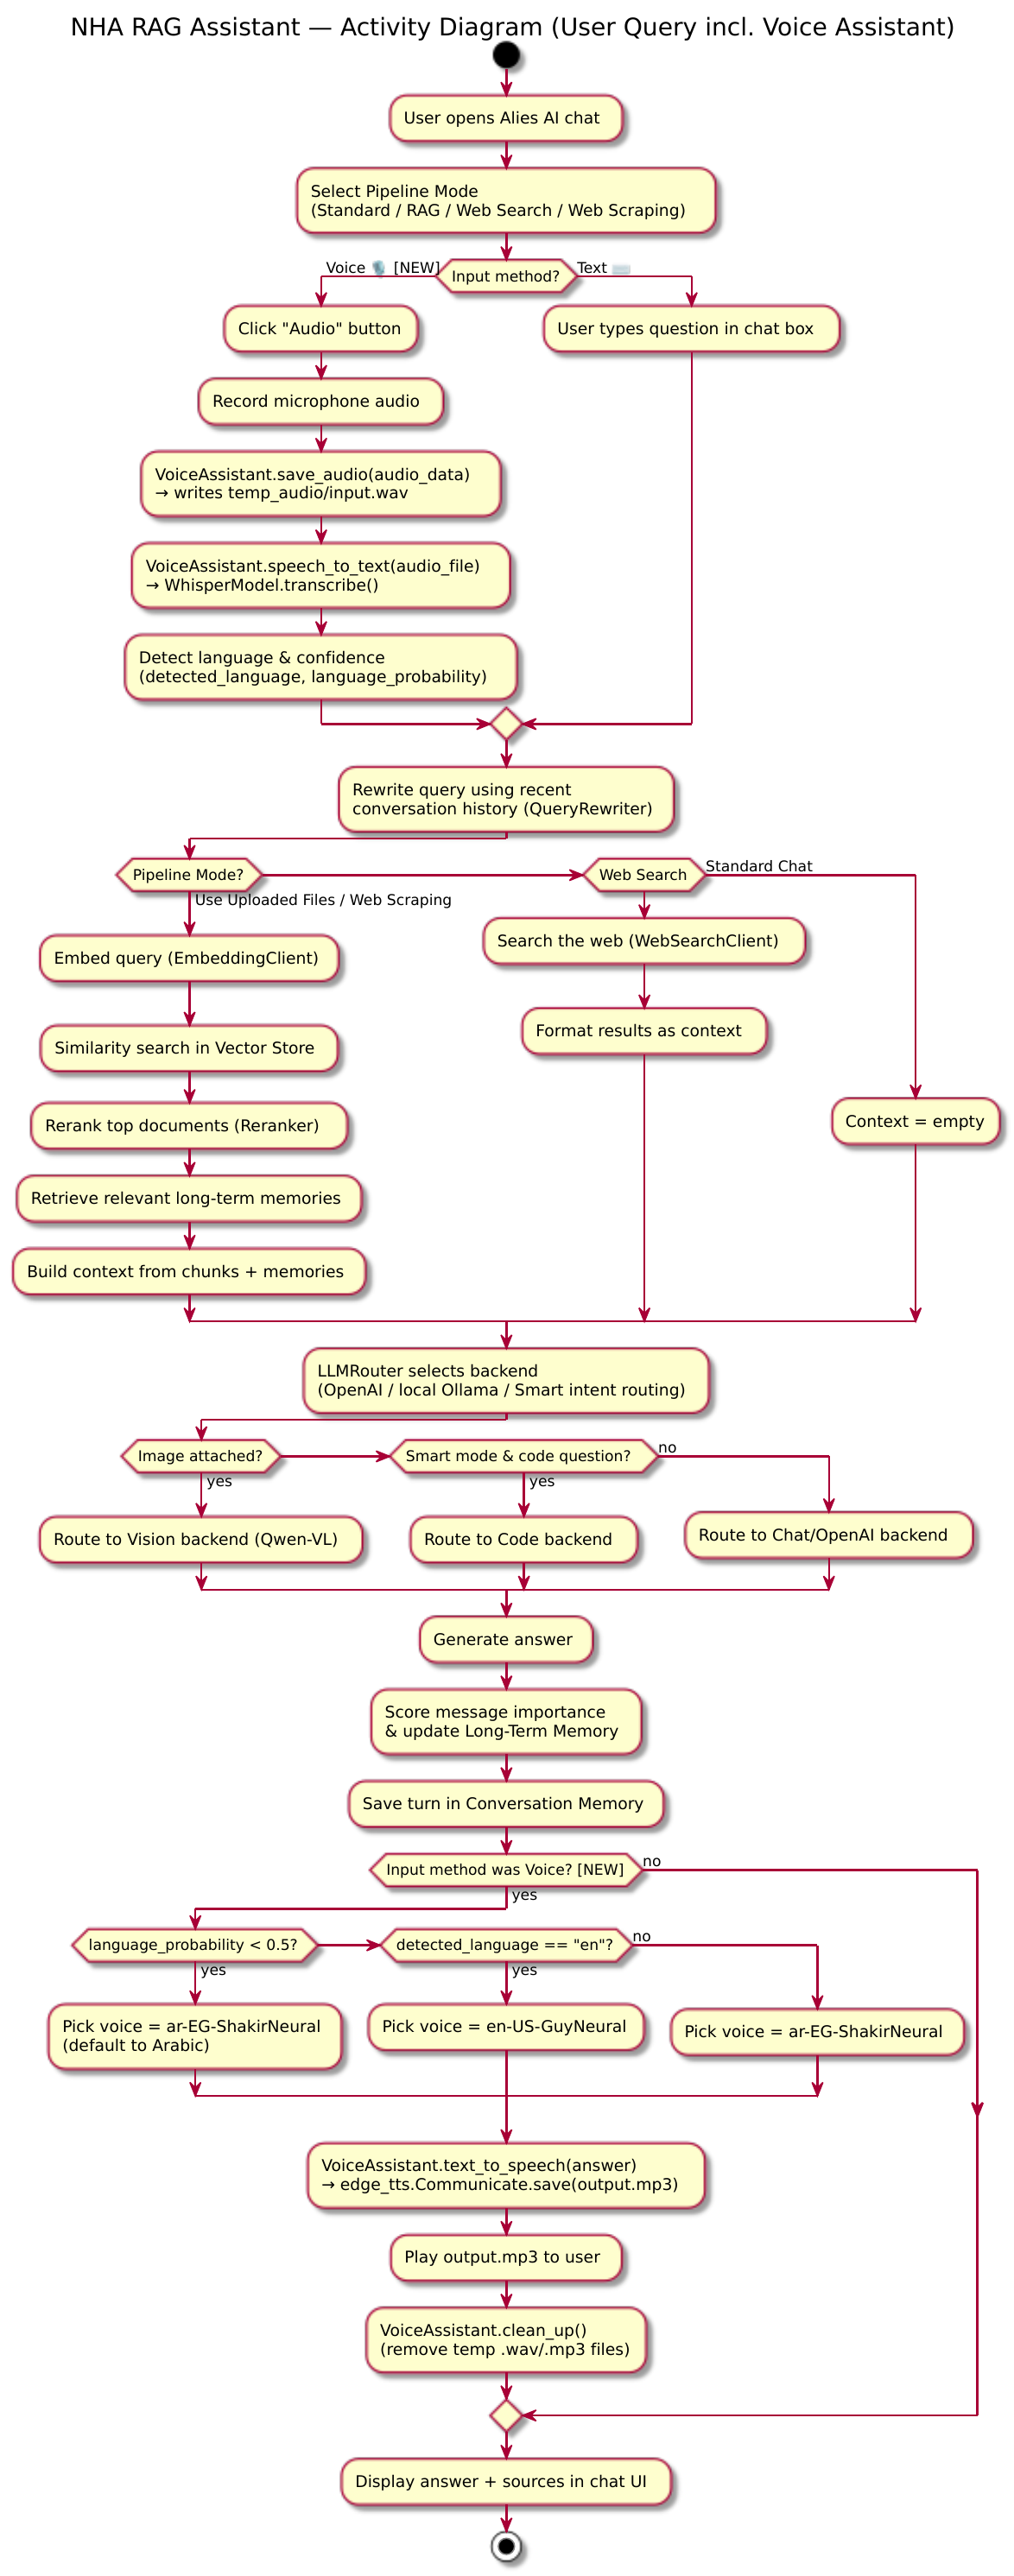 NHA RAG Assistant — Activity Diagram (User Query incl. Voice Assistant)
User opens Alies AI chat
Select Pipeline Mode
(Standard / RAG / Web Search / Web Scraping)
Voice 🎙️ [NEW]
Input method?
Text ⌨️
Click "Audio" button
User types question in chat box
Record microphone audio
VoiceAssistant.save_audio(audio_data)
→ writes temp_audio/input.wav
VoiceAssistant.speech_to_text(audio_file)
→ WhisperModel.transcribe()
Detect language & confidence
(detected_language, language_probability)
Rewrite query using recent
conversation history (QueryRewriter)
Pipeline Mode?
Web Search
Standard Chat
Use Uploaded Files / Web Scraping
Embed query (EmbeddingClient)
Search the web (WebSearchClient)
Similarity search in Vector Store
Format results as context
Rerank top documents (Reranker)
Context = empty
Retrieve relevant long-term memories
Build context from chunks + memories
LLMRouter selects backend
(OpenAI / local Ollama / Smart intent routing)
Image attached?
Smart mode & code question?
no
yes
yes
Route to Vision backend (Qwen-VL)
Route to Code backend
Route to Chat/OpenAI backend
Generate answer
Score message importance
& update Long-Term Memory
Save turn in Conversation Memory
Input method was Voice? [NEW]
no
yes
language_probability < 0.5?
detected_language == "en"?
no
yes
yes
Pick voice = ar-EG-ShakirNeural
(default to Arabic)
Pick voice = en-US-GuyNeural
Pick voice = ar-EG-ShakirNeural
VoiceAssistant.text_to_speech(answer)
→ edge_tts.Communicate.save(output.mp3)
Play output.mp3 to user
VoiceAssistant.clean_up()
(remove temp .wav/.mp3 files)
Display answer + sources in chat UI